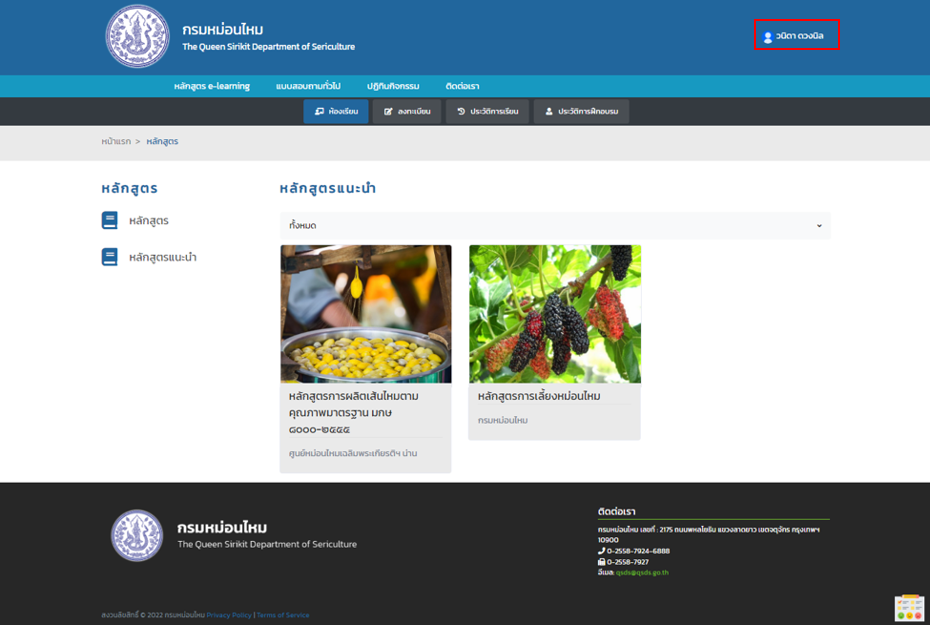 กรมหม่อนไหม
The Queen Sirikit Department of Sericulture
วนิดา ดวงนิล
หลักสูตร e-learning แบบสอบถามทั่วไป ปฏิทินกิจกรรม ติดต่อเรา
ห้องเรียน ลงทะเบียน ประวัติการเรียน ประวัติการฝึกอบรม
หน้าแรก > หลักสูตร
หลักสูตร
หลักสูตร
หลักสูตรแนะนำ
หลักสูตรแนะนำ
ทั้งหมด
หลักสูตรการผลิตเส้นไหมตาม
คุณภาพมาตรฐาน มกษ
๘๐๐๐-๒๕๕๕
ศูนย์หม่อนไหมเฉลิมพระเกียรติฯ น่าน
หลักสูตรการเลี้ยงหม่อนไหม
กรมหม่อนไหม
กรมหม่อนไหม
The Queen Sirikit Department of Sericulture
ติดต่อเรา
กรมหม่อนไหม เลขที่ : 2175 ถนนพหลโยธิน แขวงลาดยาว เขตจตุจักร กรุงเทพฯ
10900
0-2558-7924-6888
0-2558-7927
อีเมล: qsds@qsds.go.th
สงวนลิขสิทธิ์ © 2022 กรมหม่อนไหม Privacy Policy | Terms of Service